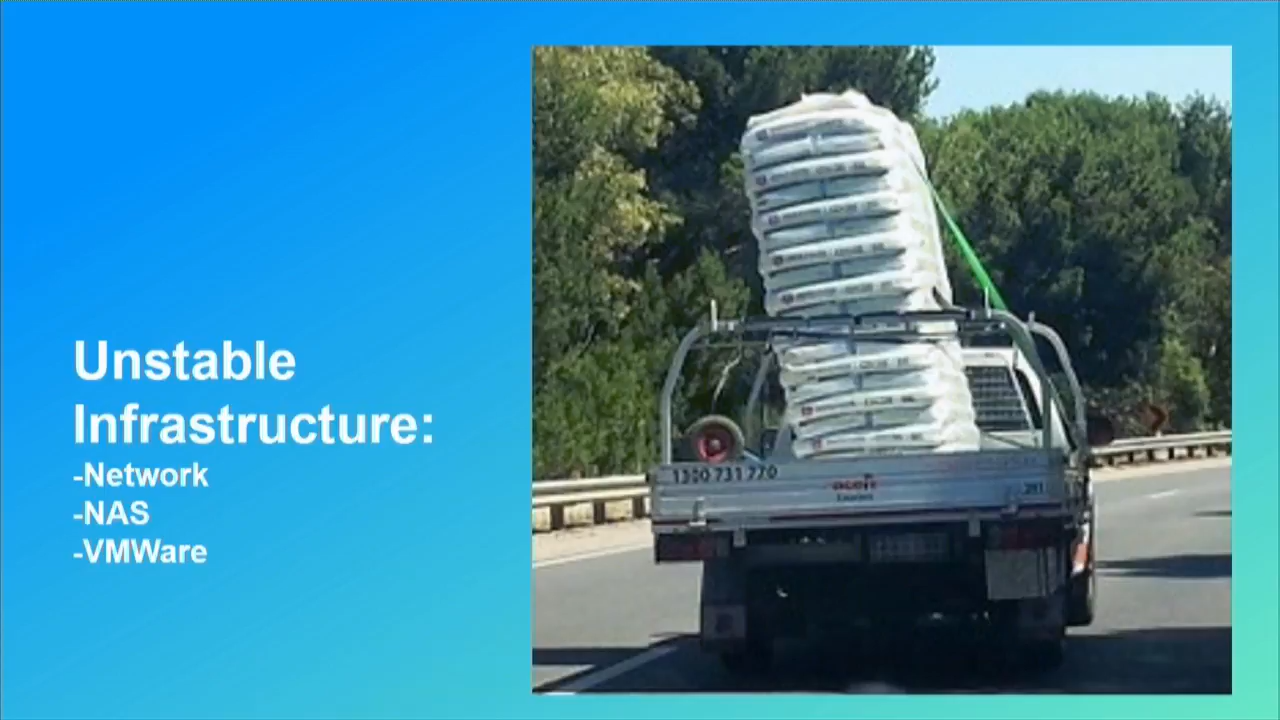 Unstable
Infrastructure:
-Network
-NAS
-VMWare
1300 731 770